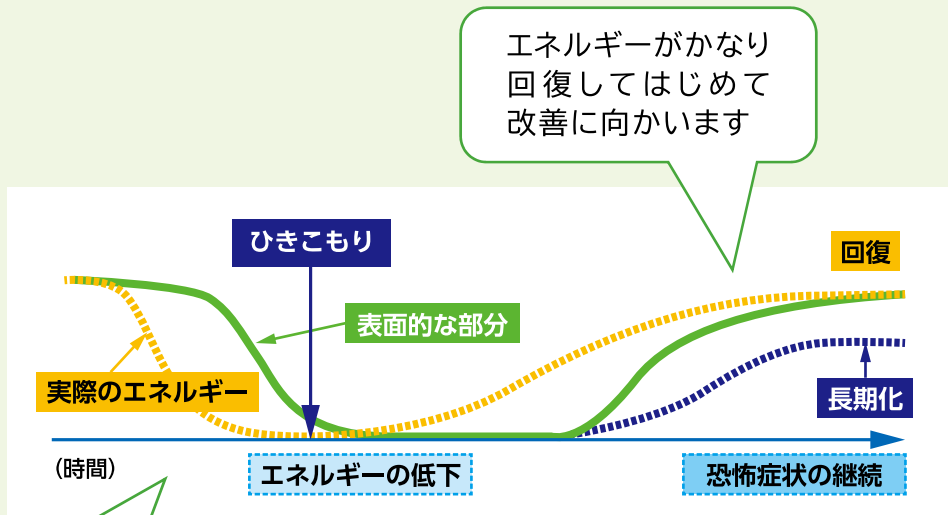 エネルギーがかなり
回復してはじめて
改善に向かいます
ひきこもり
回復
表面的な部分
実際のエネルギー
長期化
（時間）
エネルギーの低下
恐怖症状の継続